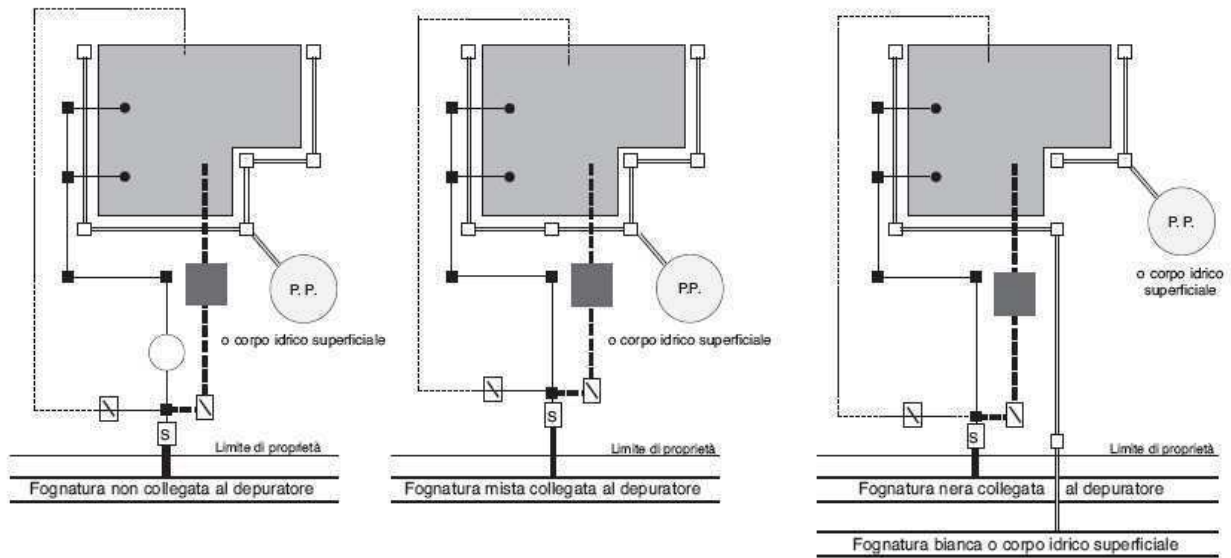 P. P.
o corpo idrico superficiale
S
Limite di proprietà
Fognatura non collegata al depuratore
P.P.
o corpo idrico superficiale
S
Limite di proprietà
Fognatura mista collegata al depuratore
P. P.
o corpo idrico
superficiale
S
Limite di proprietà
Fognatura nera collegata al depuratore
Fognatura bianca o corpo idrico superficiale